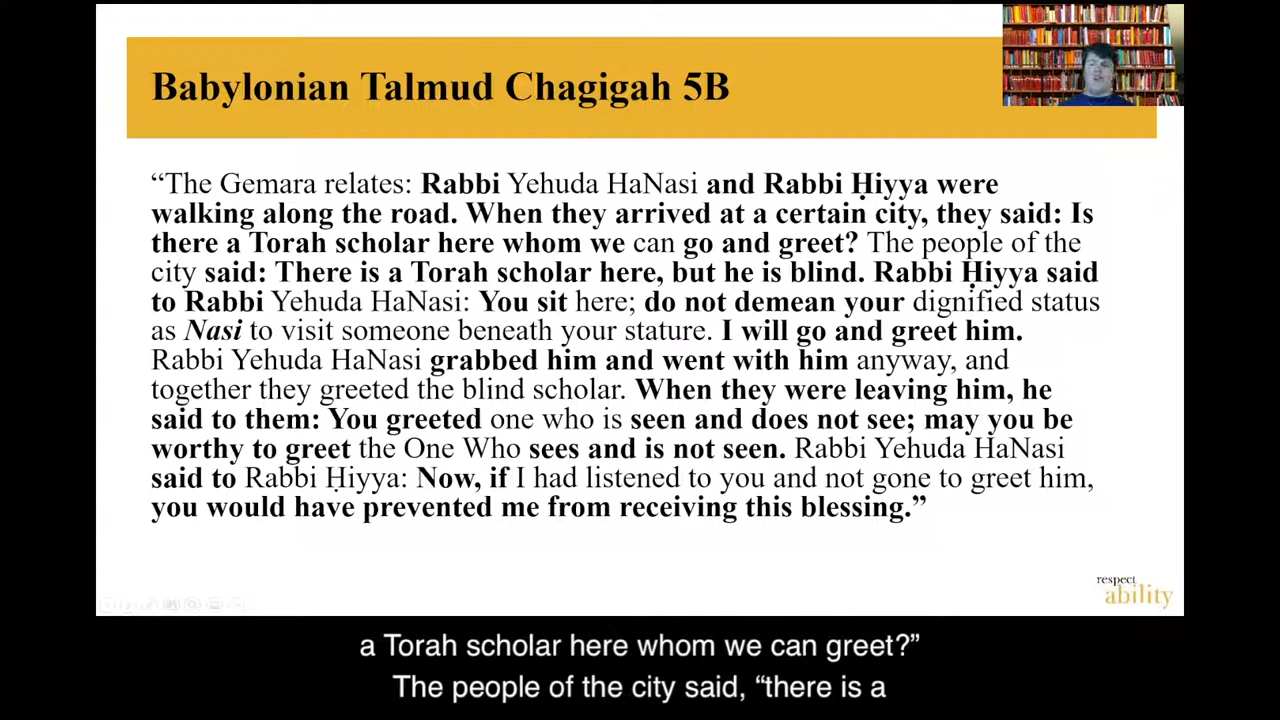 Babylonian Talmud Chagigah 5B
“The Gemara relates: Rabbi Yehuda HaNasi and Rabbi Ḥiyya were
walking along the road. When they arrived at a certain city, they said: Is
there a Torah scholar here whom we can go and greet? The people of the
city said: There is a Torah scholar here, but he is blind. Rabbi Ḥiyya said
to Rabbi Yehuda HaNasi: You sit here; do not demean your dignified status
as Nasi to visit someone beneath your stature. I will go and greet him.
Rabbi Yehuda HaNasi grabbed him and went with him anyway, and
together they greeted the blind scholar. When they were leaving him, he
said to them: You greeted one who is seen and does not see; may you be
worthy to greet the One Who sees and is not seen. Rabbi Yehuda HaNasi
said to Rabbi Ḥiyya: Now, if I had listened to you and not gone to greet him,
you would have prevented me from receiving this blessing.”
respect
ability
a Torah scholar here whom we can greet?”
The people of the city said, “there is a